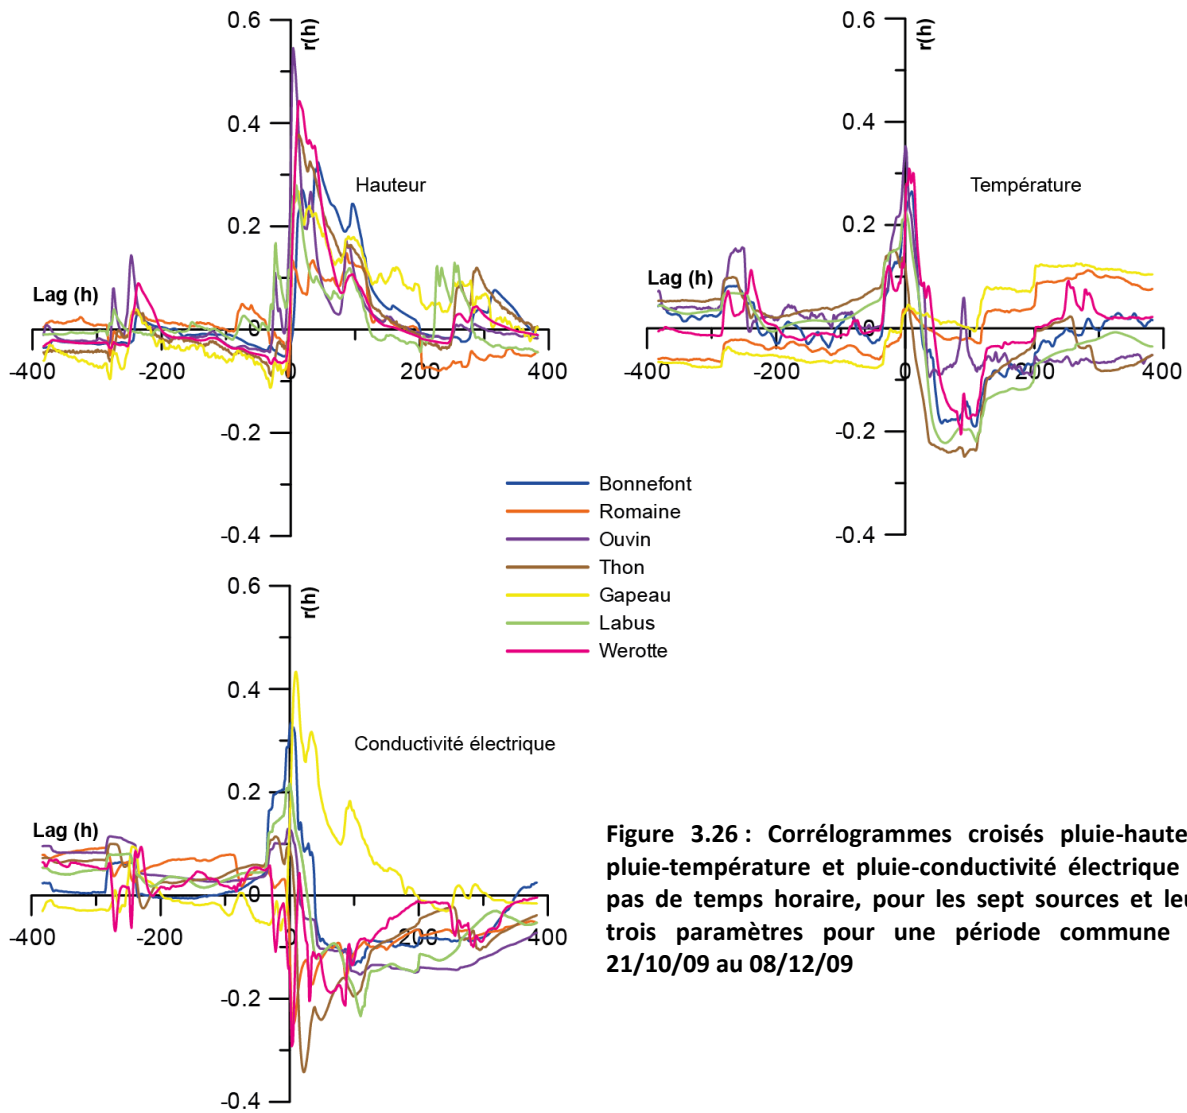 0.6
r(h)
0.4
Hauteur
0.2
Lag (h)
0
-400
-200
0
200
400
-0.2
-0.4
0.6
r(h)
0.4
Température
0.2
Lag (h)
0
-400
-200
0
200
400
-0.2
-0.4
Bonnefont
Romaine
Ouvin
Thon
Gapeau
Labus
Werotte
0.6
r(h)
0.4
Conductivité électrique
0.2
Lag (h)
0
-400
-200
0
200
400
-0.2
-0.4
Figure 3.26 : Corrélogrammes croisés pluie-haute
pluie-température et pluie-conductivité électrique
pas de temps horaire, pour les sept sources et leu
trois paramètres pour une période commune
21/10/09 au 08/12/09